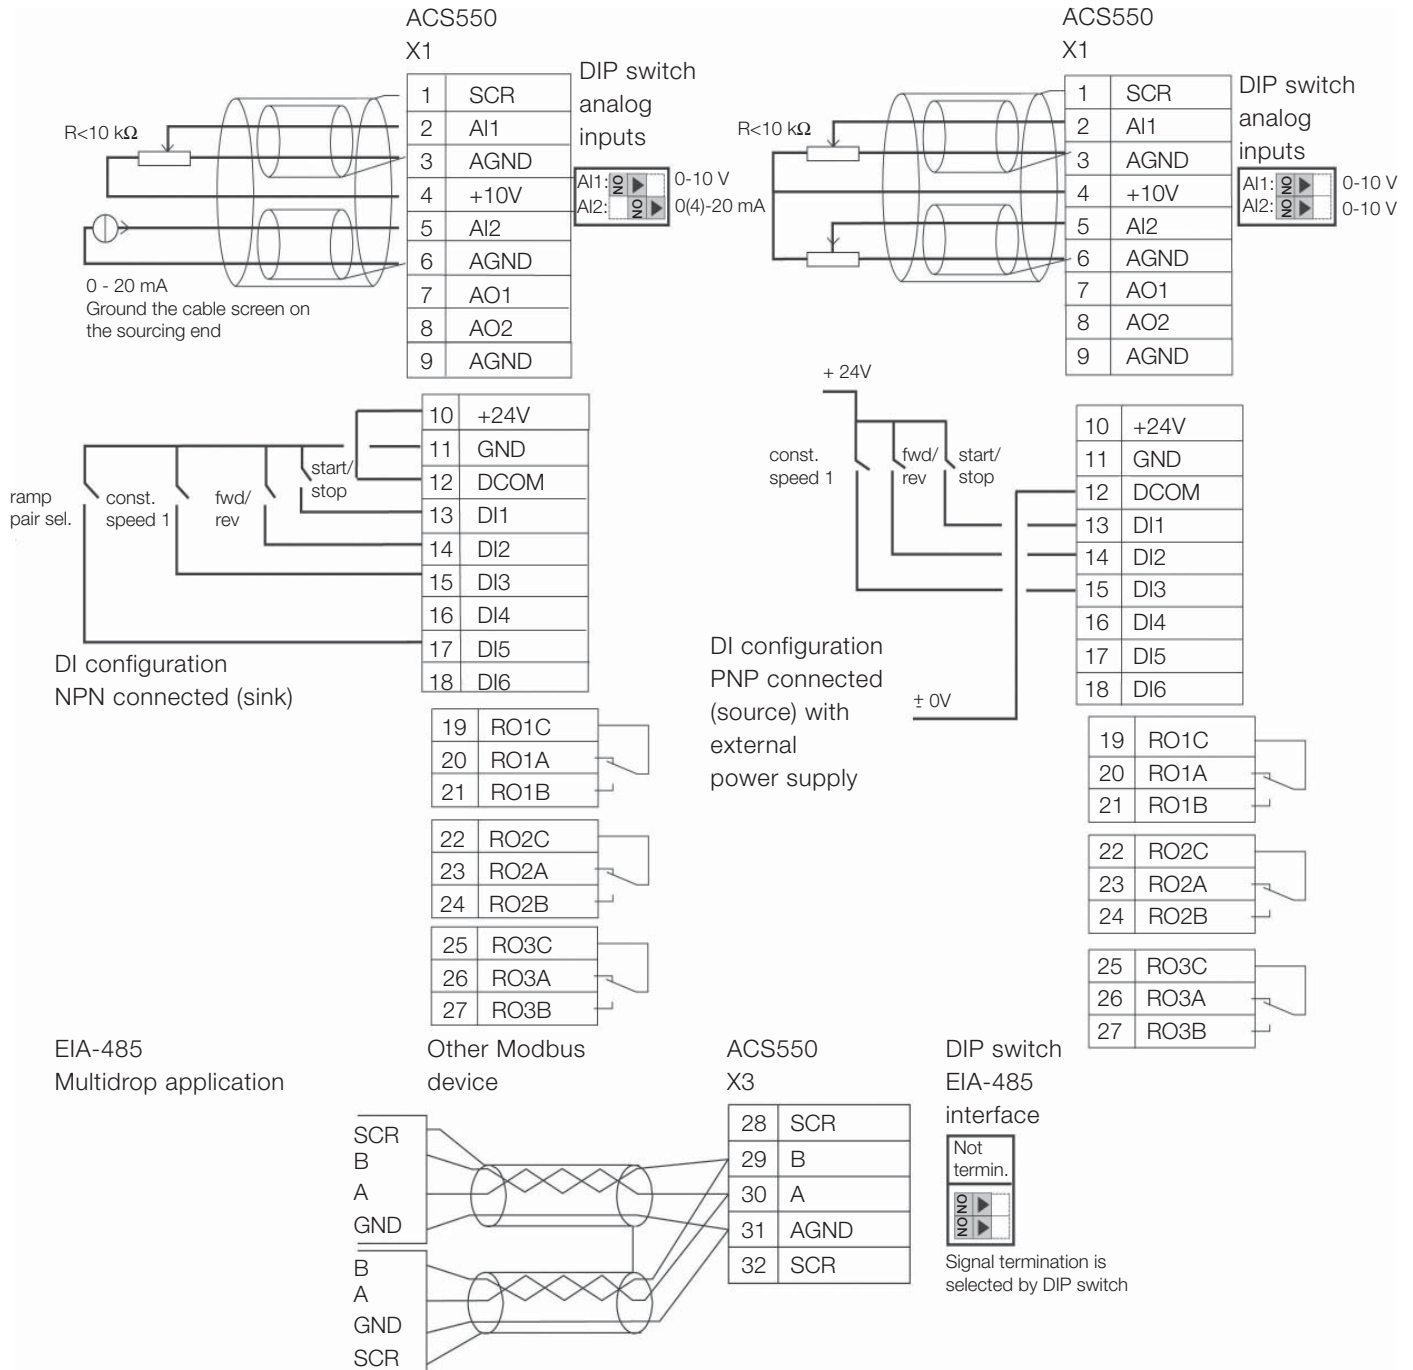 ACS550
X1
DIP switch
analog
inputs
R<10 kΩ
1 SCR
2 AI1
3 AGND
4 +10V
5 AI2
6 AGND
7 AO1
8 AO2
9 AGND
AI1: ON 0-10 V
AI2: ON 0(4)-20 mA
0 - 20 mA
Ground the cable screen on
the sourcing end
10 +24V
11 GND
12 DCOM
13 DI1
14 DI2
15 DI3
16 DI4
17 DI5
18 DI6
ramp
pair sel.
const.
speed 1
fwd/
rev
start/
stop
DI configuration
NPN connected (sink)
19 RO1C
20 RO1A
21 RO1B
22 RO2C
23 RO2A
24 RO2B
25 RO3C
26 RO3A
27 RO3B
ACS550
X1
DIP switch
analog
inputs
R<10 kΩ
1 SCR
2 AI1
3 AGND
4 +10V
5 AI2
6 AGND
7 AO1
8 AO2
9 AGND
AI1: ON 0-10 V
AI2: ON 0-10 V
+ 24V
const.
speed 1
fwd/
rev
start/
stop
10 +24V
11 GND
12 DCOM
13 DI1
14 DI2
15 DI3
16 DI4
17 DI5
18 DI6
DI configuration
PNP connected
(source) with
external
power supply
± 0V
19 RO1C
20 RO1A
21 RO1B
22 RO2C
23 RO2A
24 RO2B
25 RO3C
26 RO3A
27 RO3B
EIA-485
Multidrop application
Other Modbus
device
SCR
B
A
GND
B
A
GND
SCR
ACS550
X3
28 SCR
29 B
30 A
31 AGND
32 SCR
DIP switch
EIA-485
interface
Not
termin.
ON
ON
Signal termination is
selected by DIP switch